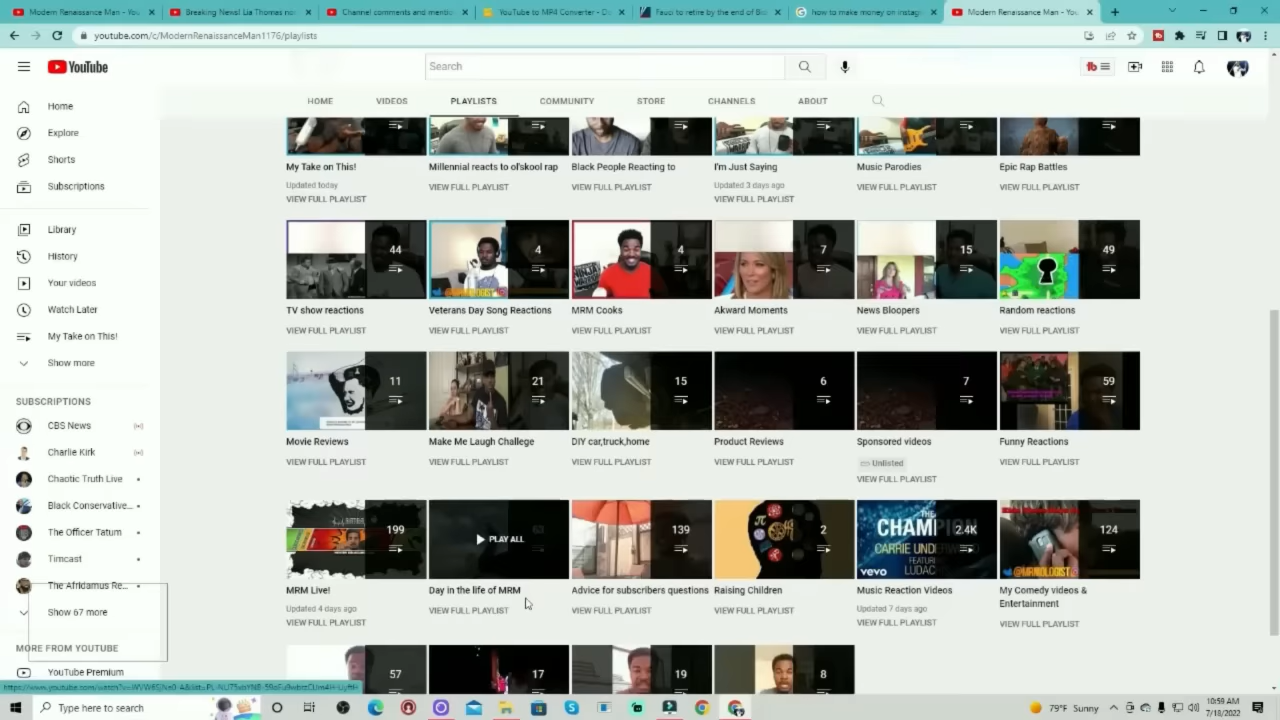 Modern Renaissance Man - You
Breaking News! Lia Thomas no
Channel comments and mentio
YouTube to MP4 Converter - D
Fauci to retire by the end of B
how to make money on instag
Modern Renaissance Man - Yo
youtube.com/c/ModernRenaissanceMan1176/playlists
YouTube
Search
HOME VIDEOS PLAYLISTS COMMUNITY STORE CHANNELS ABOUT
Home
Explore
Shorts
Subscriptions
Library
History
Your videos
Watch Later
My Take on This!
Show more
SUBSCRIPTIONS
CBS News
Charlie Kirk
Chaotic Truth Live
Black Conservative...
The Officer Tatum
Timcast
The Afridamus Re...
Show 67 more
MORE FROM YOUTUBE
YouTube Premium
My Take on This! Millennial reacts to ol'skool rap Black People Reacting to I'm Just Saying Music Parodies Epic Rap Battles
Updated today VIEW FULL PLAYLIST VIEW FULL PLAYLIST Updated 3 days ago VIEW FULL PLAYLIST VIEW FULL PLAYLIST
VIEW FULL PLAYLIST VIEW FULL PLAYLIST
44 4 4 7 15 49
TV show reactions Veterans Day Song Reactions MRM Cooks Akward Moments News Bloopers Random reactions
VIEW FULL PLAYLIST VIEW FULL PLAYLIST VIEW FULL PLAYLIST VIEW FULL PLAYLIST VIEW FULL PLAYLIST VIEW FULL PLAYLIST
11 21 15 6 7 59
Movie Reviews Make Me Laugh Challege DIY car,truck,home Product Reviews Sponsored videos Funny Reactions
VIEW FULL PLAYLIST VIEW FULL PLAYLIST VIEW FULL PLAYLIST VIEW FULL PLAYLIST Unlisted VIEW FULL PLAYLIST
VIEW FULL PLAYLIST
199 PLAY ALL 63 139 2 THE CHAMPION CARRIE UNDERW FEATURI LUDAC vevo 2.4K @MRMOLOGIST 124
MRM Live! Day in the life of MRM Advice for subscribers questions Raising Children Music Reaction Videos My Comedy videos & Entertainment
Updated 4 days ago VIEW FULL PLAYLIST VIEW FULL PLAYLIST VIEW FULL PLAYLIST Updated 7 days ago VIEW FULL PLAYLIST
VIEW FULL PLAYLIST VIEW FULL PLAYLIST
57 17 19 8
Type here to search
79°F Sunny
10:59 AM
7/18/2022